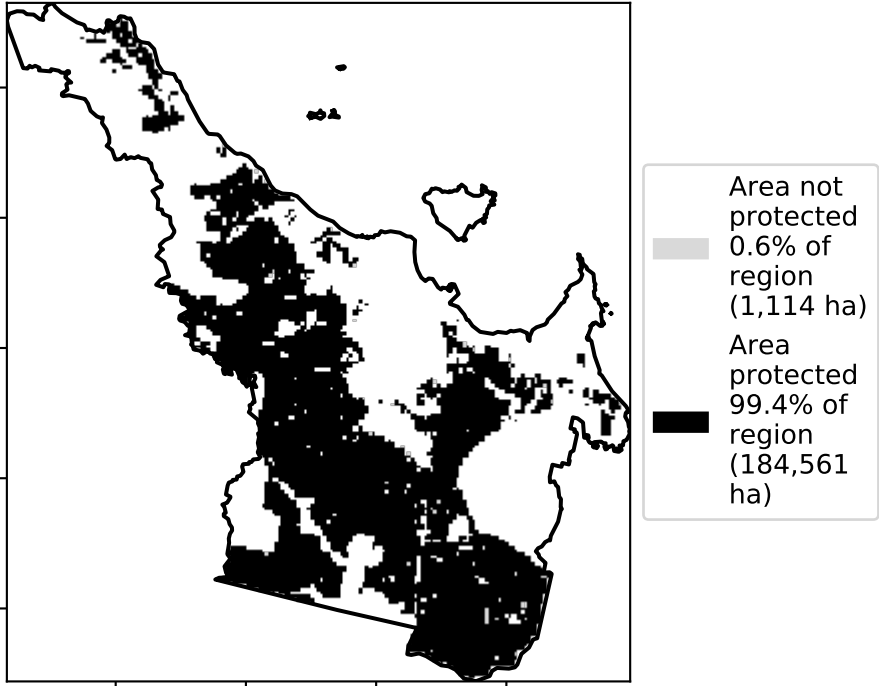 Area not
protected
0.6% of
region
(1,114 ha)
Area
protected
99.4% of
region
(184,561
ha)